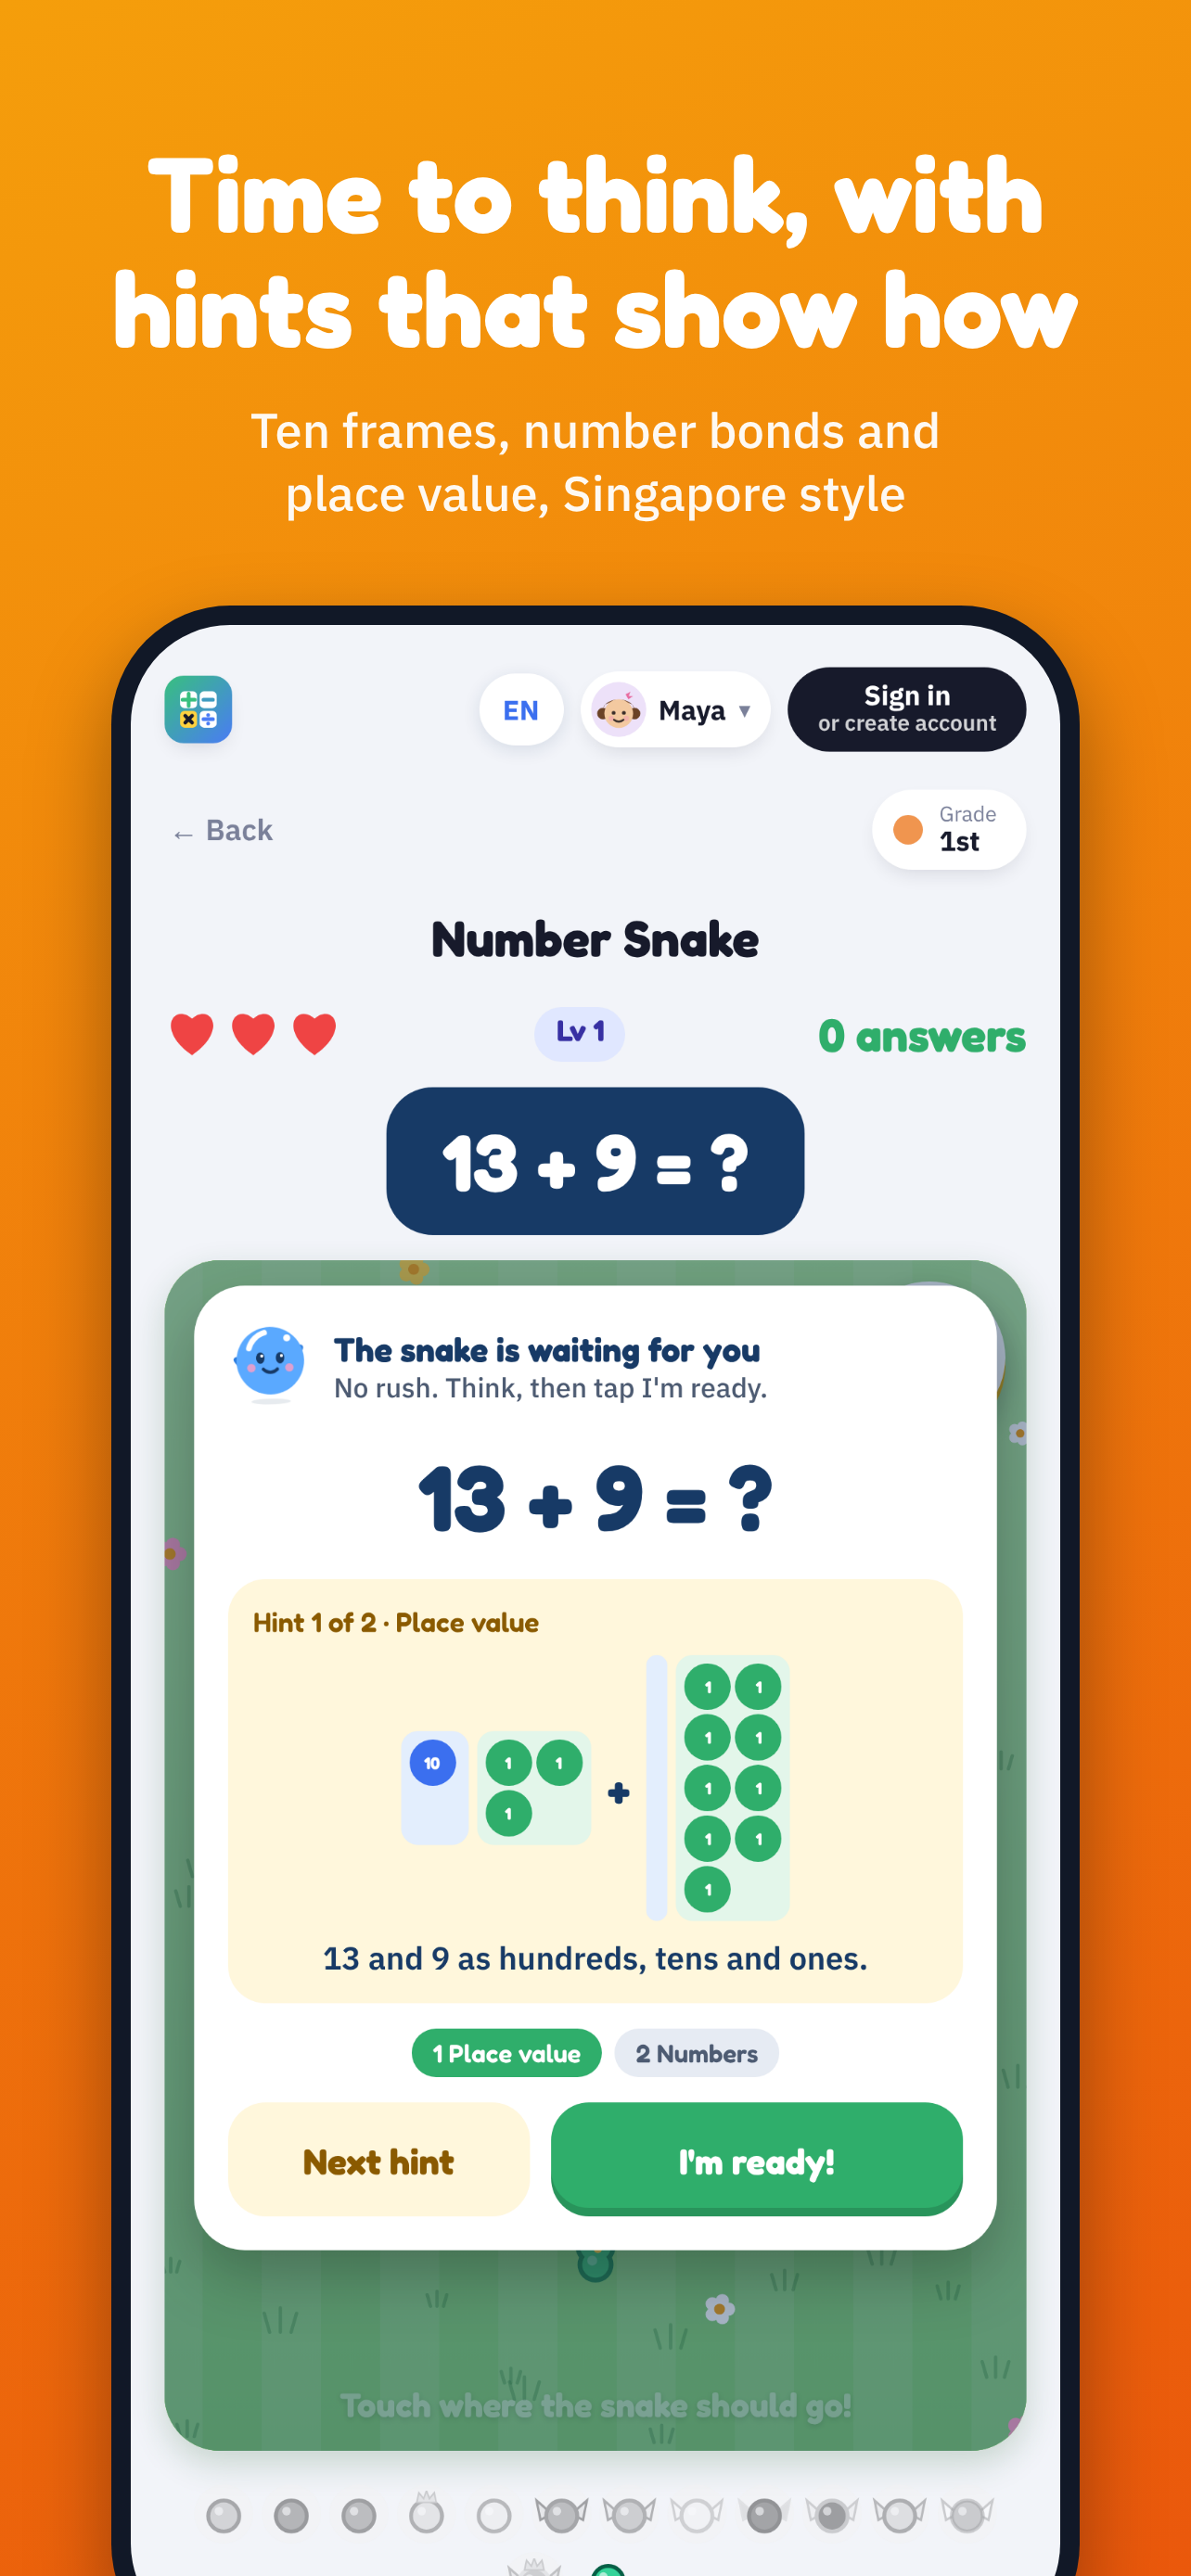 Time to think, with
hints that show how
Ten frames, number bonds and
place value, Singapore style
EN
Maya ▾
Sign in
or create account
← Back
Grade
1st
Number Snake
Lv 1
0 answers
13 + 9 = ?
The snake is waiting for you
No rush. Think, then tap I'm ready.
13 + 9 = ?
Hint 1 of 2 · Place value
10 1 1
1
+
1 1
1 1
1 1
1 1
1
13 and 9 as hundreds, tens and ones.
1 Place value
2 Numbers
Next hint
I'm ready!
Touch where the snake should go!